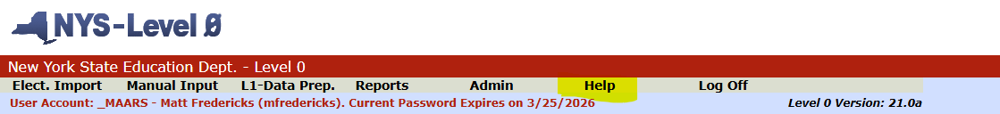 NYS-Level 0
New York State Education Dept. - Level 0
Elect. Import Manual Input L1-Data Prep. Reports Admin Help Log Off
User Account: _MAARS - Matt Fredericks (mfredericks). Current Password Expires on 3/25/2026 Level 0 Version: 21.0a